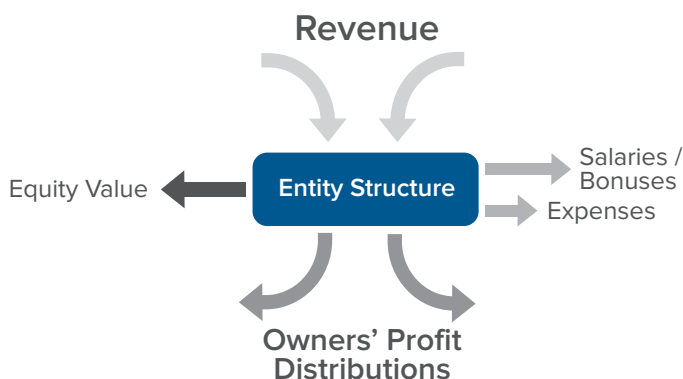 Revenue
Equity Value
Entity Structure
Salaries /
Bonuses
Expenses
Owners’ Profit
Distributions